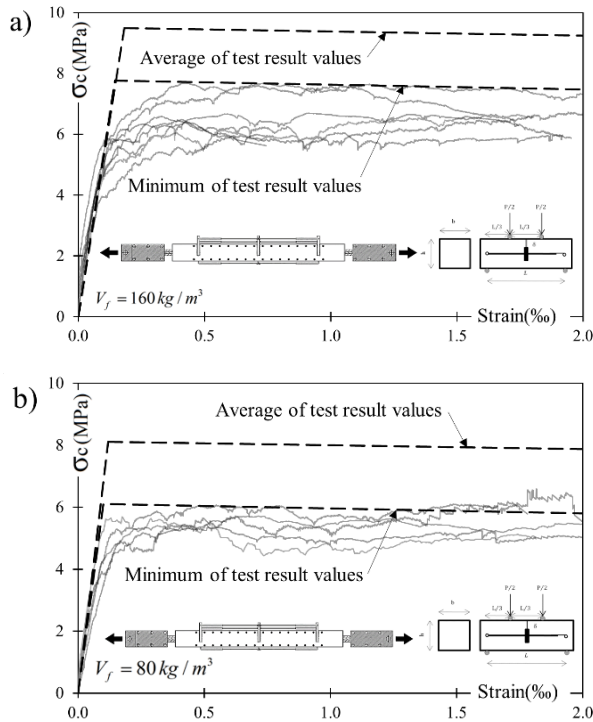 a)
10
8
6
4
2
0
σc(MPa)
Average of test result values
Minimum of test result values
b
h
P/2 P/2
L/3 L/3
δ
L
V_f = 160 kg / m³
Strain(‰)
0.0 0.5 1.0 1.5 2.0
b)
10
8
6
4
2
0
σc(MPa)
Average of test result values
Minimum of test result values
b
h
P/2 P/2
L/3 L/3
δ
L
V_f = 80 kg / m³
Strain(‰)
0.0 0.5 1.0 1.5 2.0